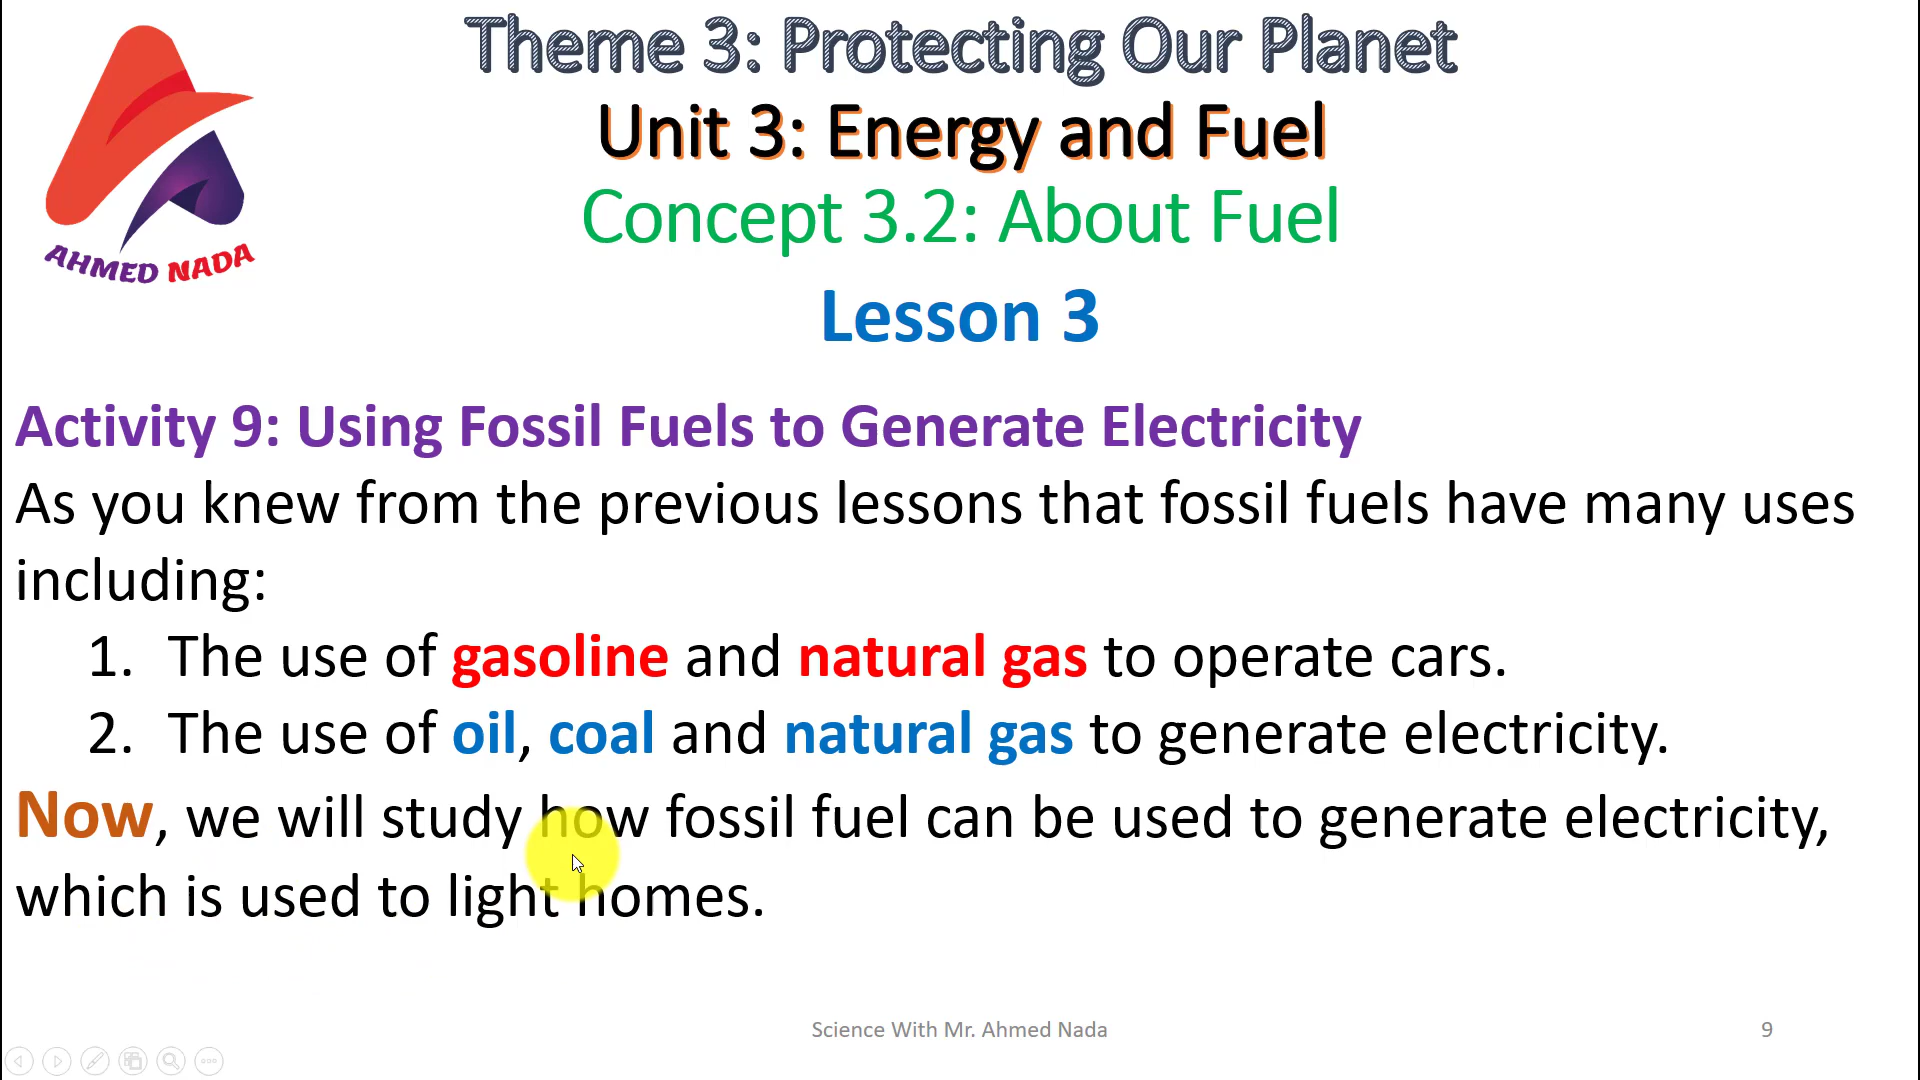 Theme 3: Protecting Our Planet
Unit 3: Energy and Fuel
Concept 3.2: About Fuel
AHMED NADA
Lesson 3
Activity 9: Using Fossil Fuels to Generate Electricity
As you knew from the previous lessons that fossil fuels have many uses
including:
1. The use of gasoline and natural gas to operate cars.
2. The use of oil, coal and natural gas to generate electricity.
Now, we will study how fossil fuel can be used to generate electricity,
which is used to light homes.
Science With Mr. Ahmed Nada
9